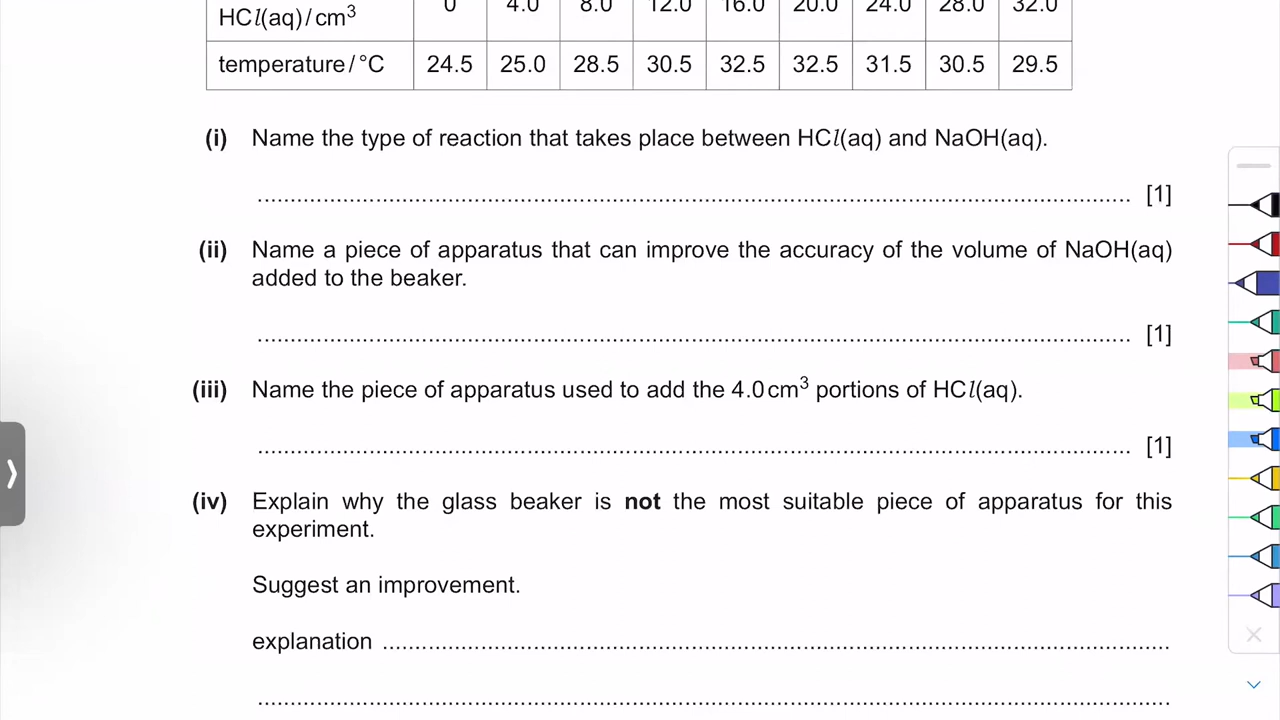 HCl(aq)/cm³ 0 4.0 8.0 12.0 16.0 20.0 24.0 28.0 32.0
temperature/°C 24.5 25.0 28.5 30.5 32.5 32.5 31.5 30.5 29.5
(i) Name the type of reaction that takes place between HCl(aq) and NaOH(aq).
.................................................................. [1]
(ii) Name a piece of apparatus that can improve the accuracy of the volume of NaOH(aq)
added to the beaker.
.................................................................. [1]
(iii) Name the piece of apparatus used to add the 4.0cm³ portions of HCl(aq).
.................................................................. [1]
(iv) Explain why the glass beaker is not the most suitable piece of apparatus for this
experiment.
Suggest an improvement.
explanation ..................................................................
..................................................................